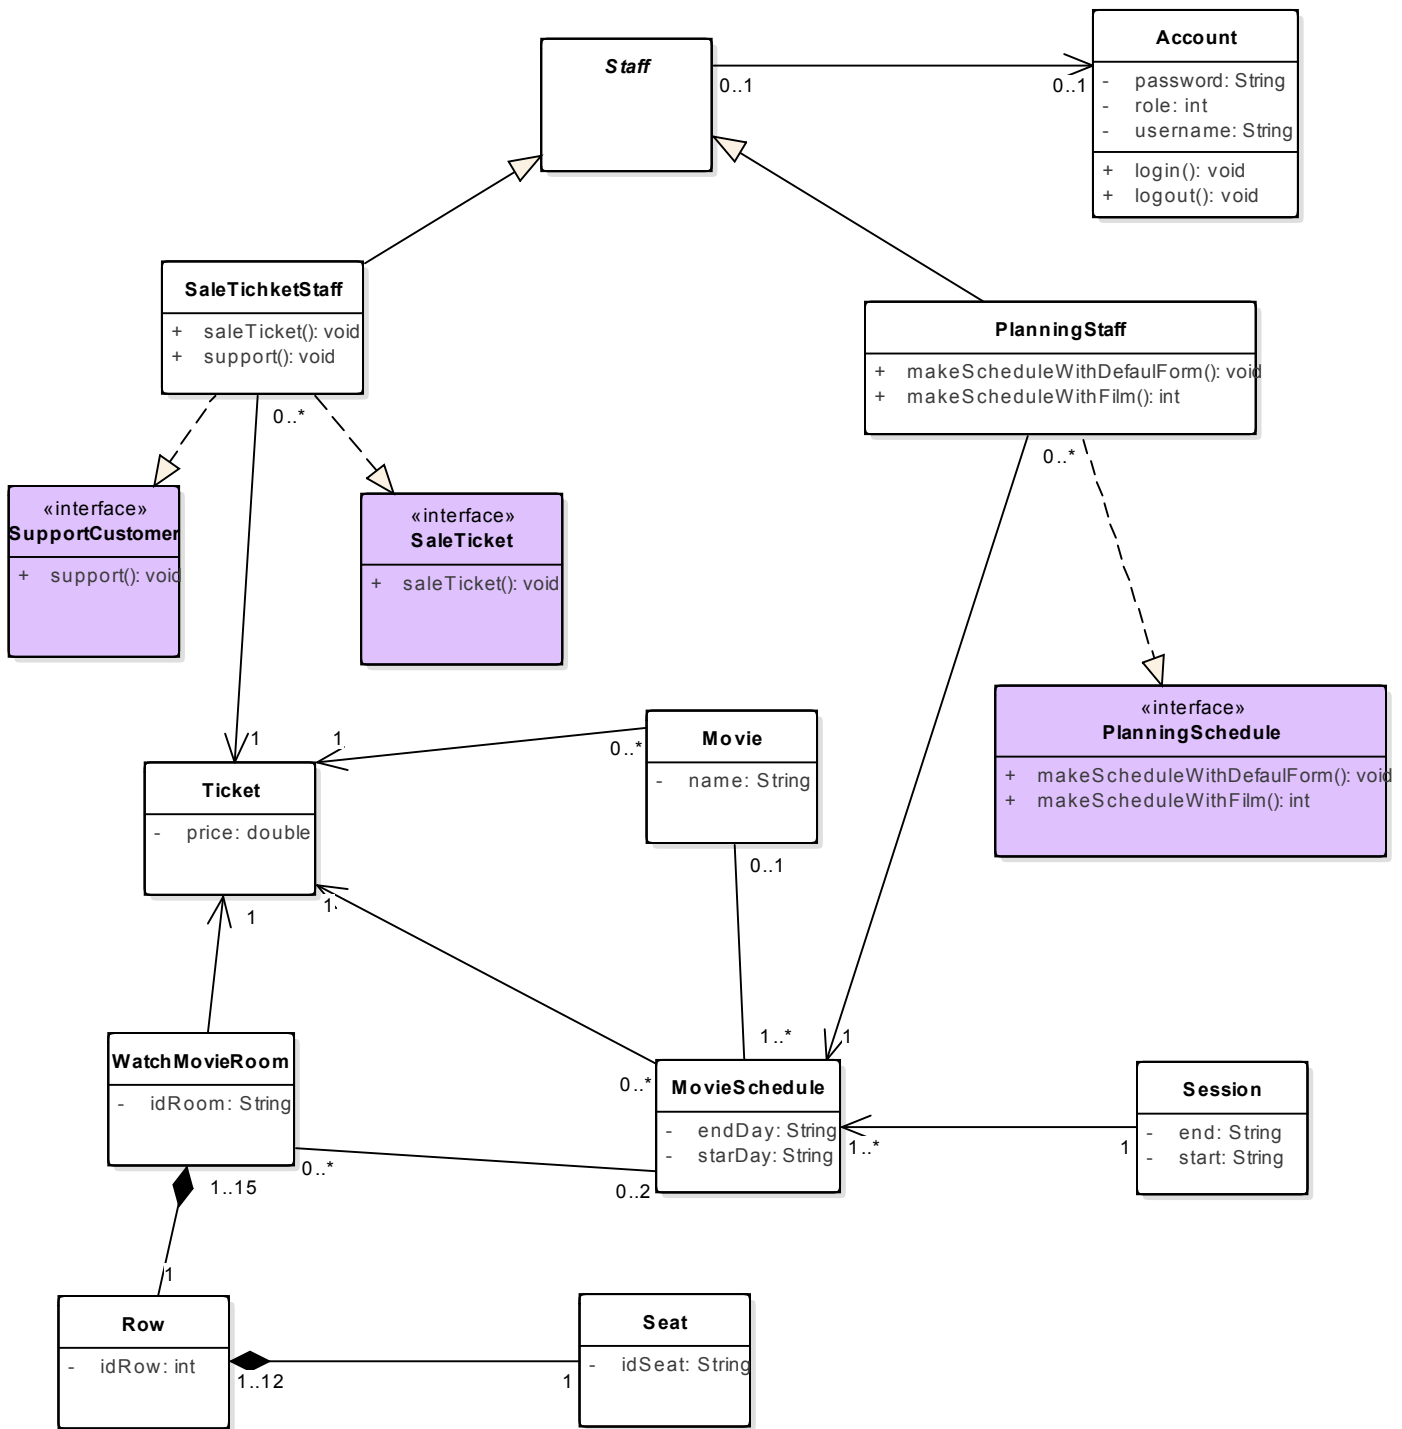 Staff
0..1
0..1
Account
- password: String
- role: int
- username: String
+ login(): void
+ logout(): void
SaleTichketStaff
+ saleTicket(): void
+ support(): void
0..*
PlanningStaff
+ makeScheduleWithDefaulForm(): void
+ makeScheduleWithFilm(): int
0..*
«interface»
SupportCustomer
+ support(): void
«interface»
SaleTicket
+ saleTicket(): void
«interface»
PlanningSchedule
+ makeScheduleWithDefaulForm(): void
+ makeScheduleWithFilm(): int
1
1
0..*
Movie
- name: String
0..1
Ticket
- price: double
1
1
WatchMovieRoom
- idRoom: String
0..*
1..15
1..*
1
0..*
MovieSchedule
- endDay: String
- starDay: String
0..2
1..*
1
Session
- end: String
- start: String
1
Row
- idRow: int
1..12
1
Seat
- idSeat: String